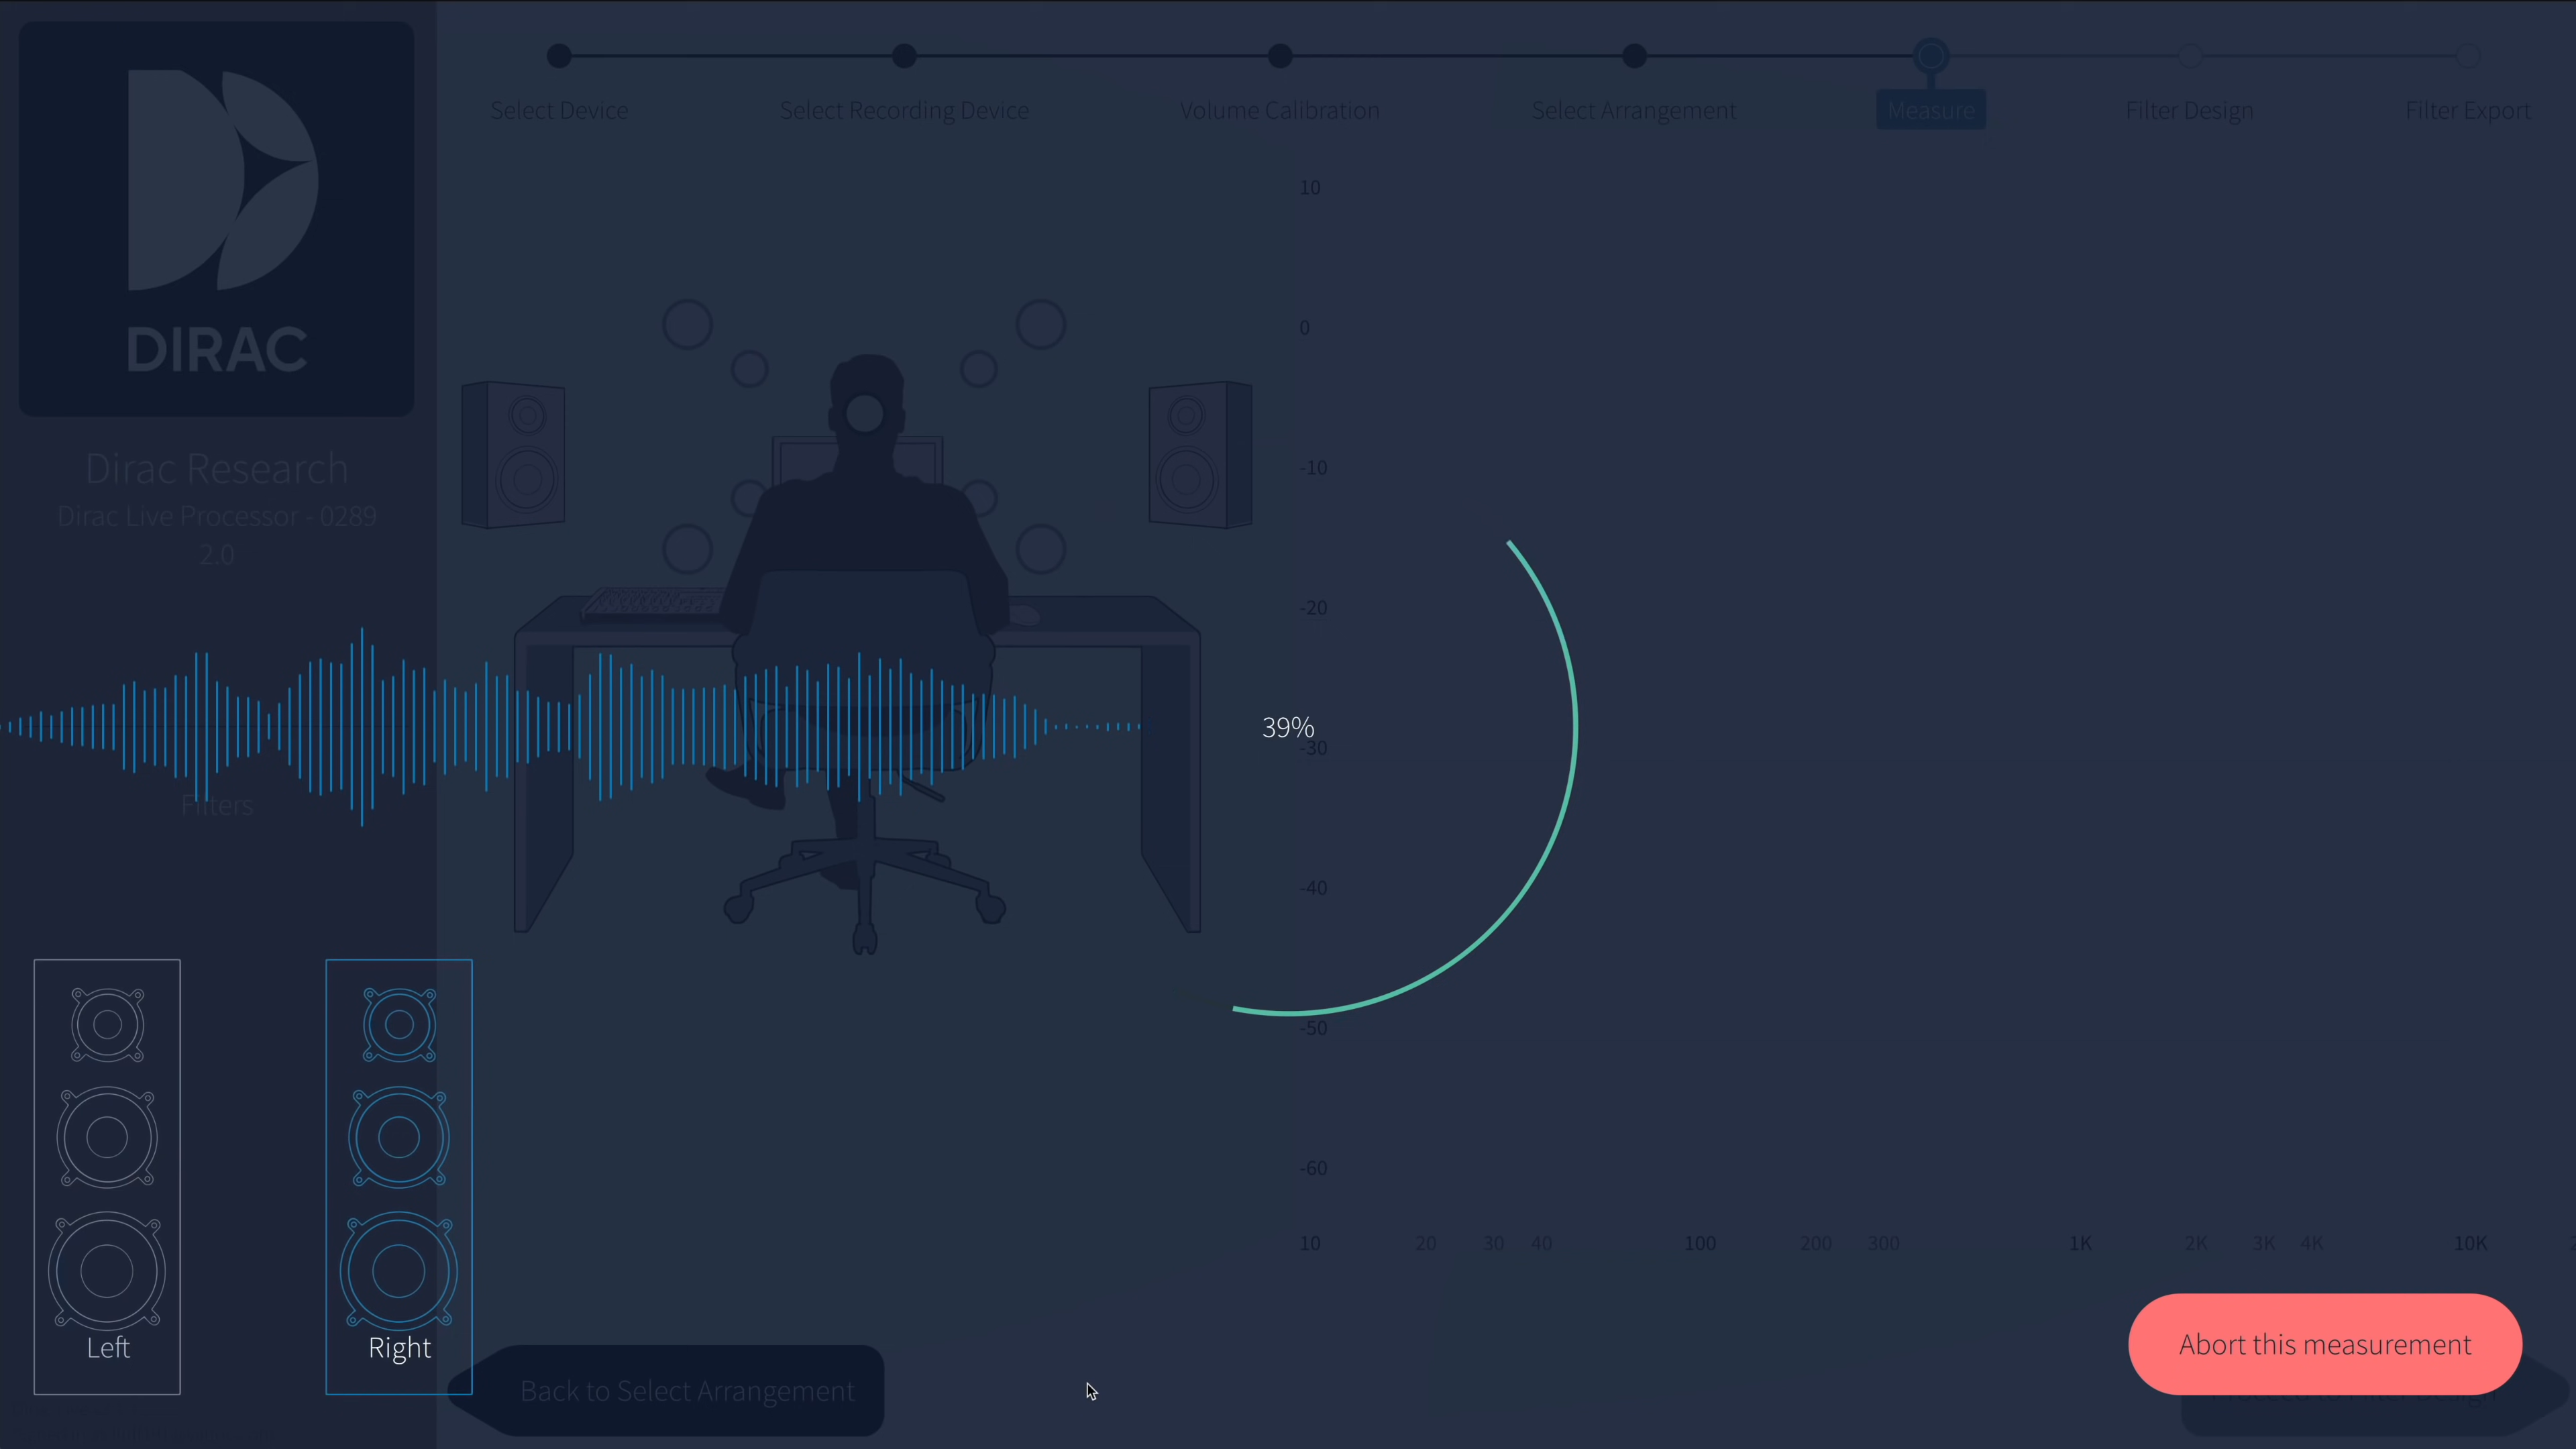 DIRAC
Dirac Research
Dirac Live Processor - 0289
2.0
Filters
Left
Right
Select Device
Select Recording Device
Volume Calibration
Select Arrangement
Measure
Filter Design
Filter Export
10
0
-10
-20
-30
-40
-50
-60
39%
10 20 30 40 100 200 300 1K 2K 3K 4K 10K
Back to Select Arrangement
Abort this measurement